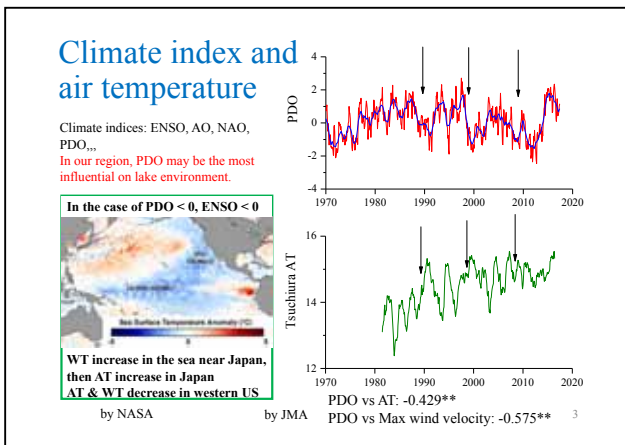 Climate index and
air temperature
Climate indices: ENSO, AO, NAO,
PDO,,,
In our region, PDO may be the most
influential on lake environment.
In the case of PDO < 0, ENSO < 0
Sea Surface Temperature Anomaly (°C)
WT increase in the sea near Japan,
then AT increase in Japan
AT & WT decrease in western US
by NASA
by JMA
PDO
4
2
0
-2
-4
1970 1980 1990 2000 2010 2020
Tsuchiura AT
16
14
12
1970 1980 1990 2000 2010 2020
PDO vs AT: -0.429**
PDO vs Max wind velocity: -0.575**
3